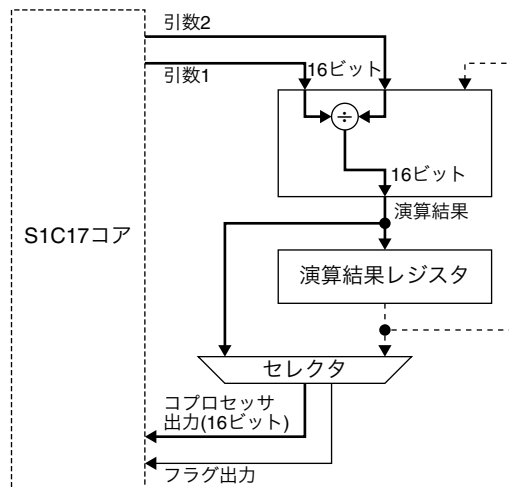 引数2
引数1
16ビット
÷
16ビット
演算結果
S1C17コア
演算結果レジスタ
セレクタ
コプロセッサ
出力(16ビット)
フラグ出力